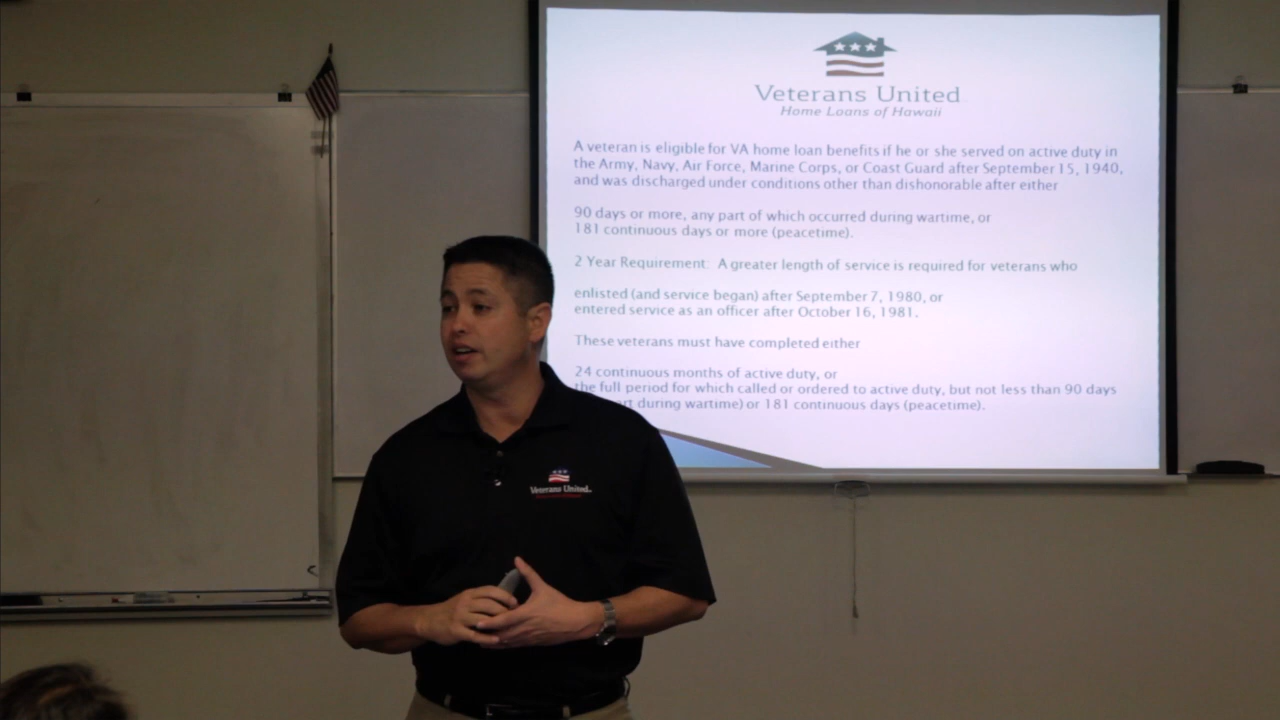 Veterans United
Home Loans of Hawaii
A veteran is eligible for VA home loan benefits if he or she served on active duty in
the Army, Navy, Air Force, Marine Corps, or Coast Guard after September 15, 1940,
and was discharged under conditions other than dishonorable after either
90 days or more, any part of which occurred during wartime, or
181 continuous days or more (peacetime).
2 Year Requirement: A greater length of service is required for veterans who
enlisted (and service began) after September 7, 1980, or
entered service as an officer after October 16, 1981.
These veterans must have completed either
24 continuous months of active duty, or
the full period for which called or ordered to active duty, but not less than 90 days
during wartime) or 181 continuous days (peacetime).
Veterans United